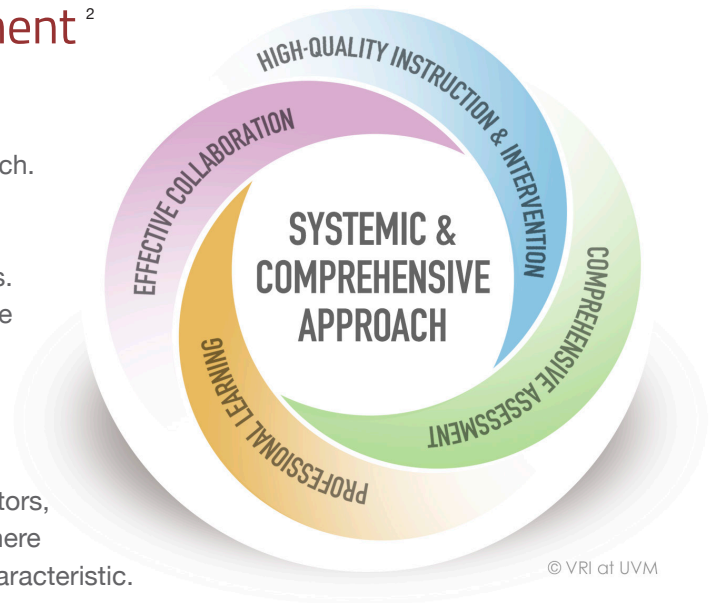 ment ²
ch.
s.
e
tors,
here
aracteristic.
HIGH-QUALITY INSTRUCTION & INTERVENTION
EFFECTIVE COLLABORATION
SYSTEMIC &
COMPREHENSIVE
APPROACH
COMPREHENSIVE ASSESSMENT
PROFESSIONAL LEARNING
© VRI at UVM